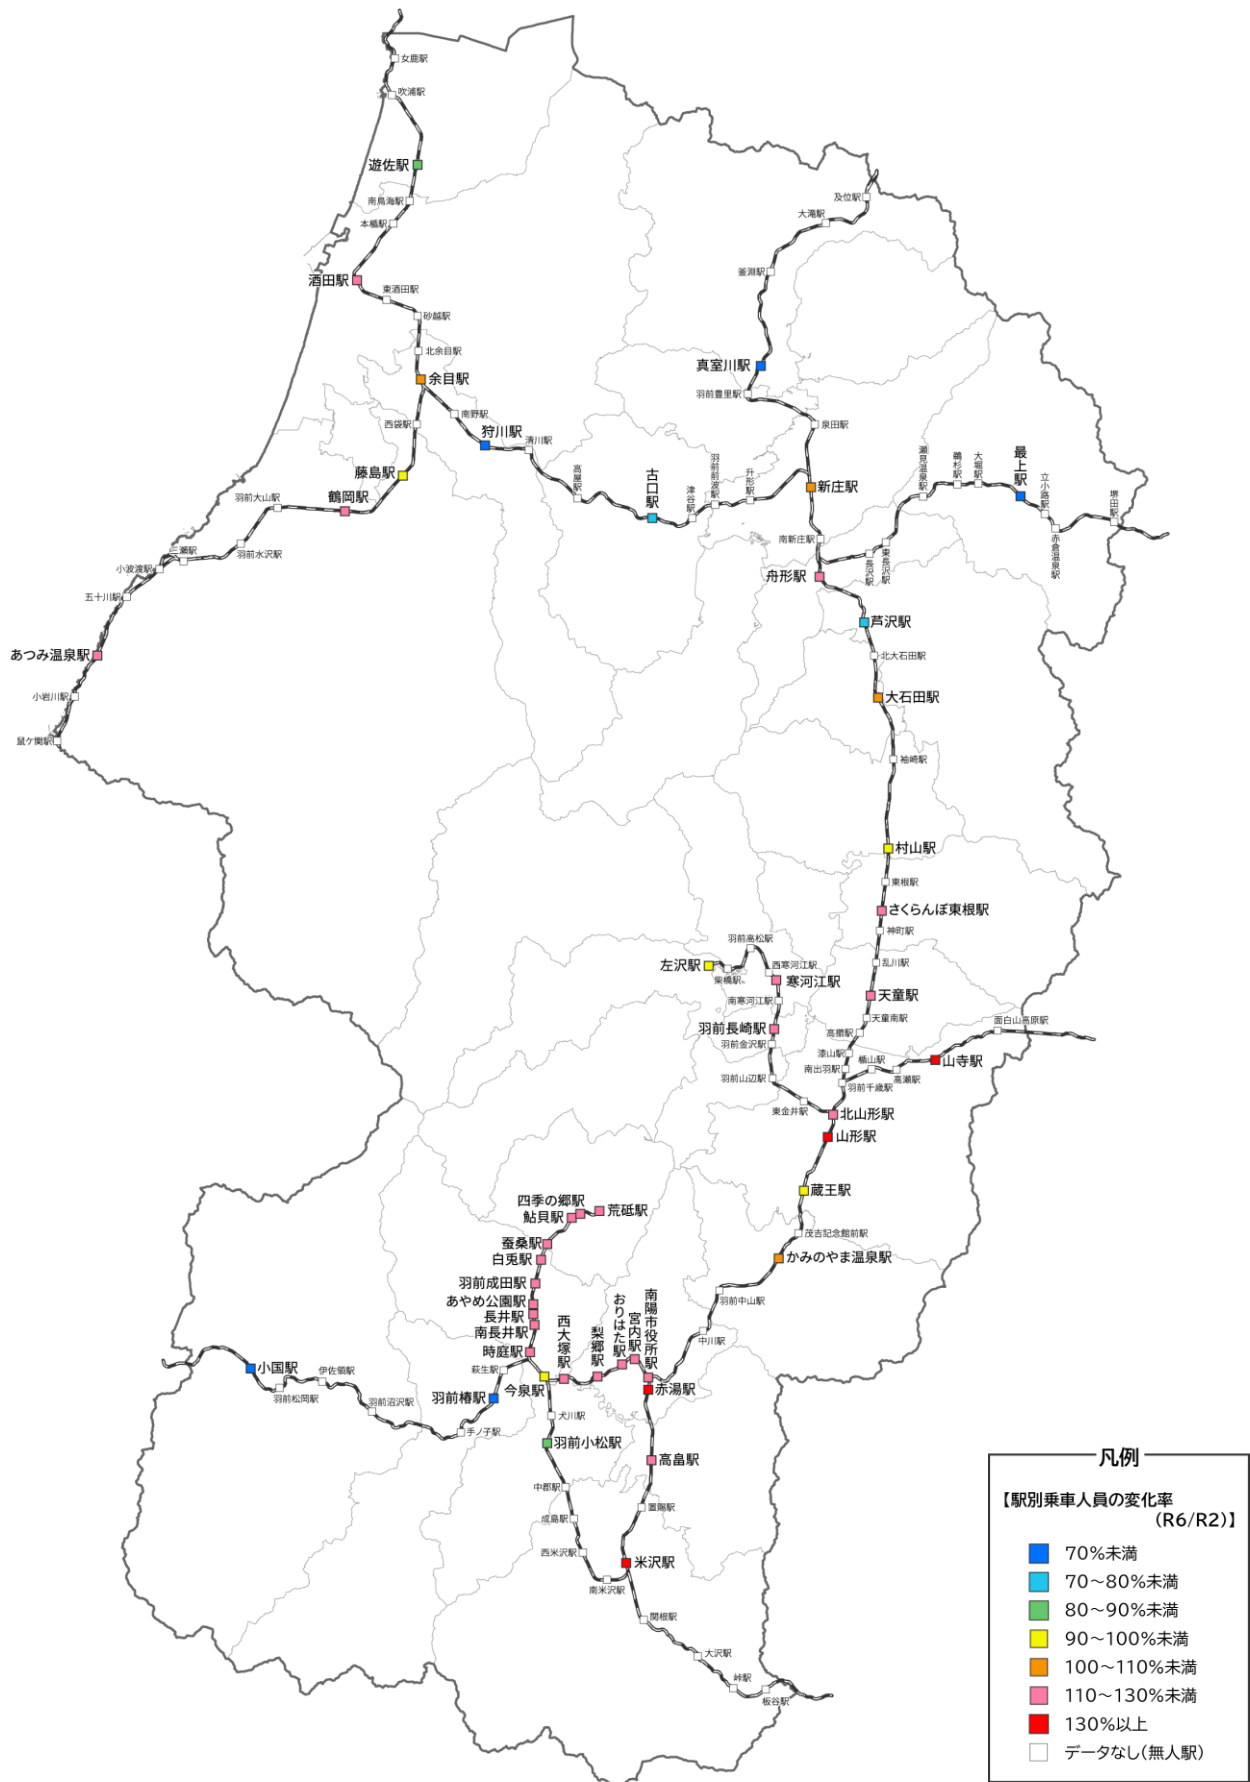 女鹿駅
吹浦駅
遊佐駅
南鳥海駅
本楯駅
酒田駅
東酒田駅
砂越駅
北余目駅
余目駅
南野駅
西袋駅
狩川駅
清川駅
藤島駅
鶴岡駅
羽前大山駅
羽前水沢駅
三瀬駅
小波渡駅
五十川駅
あつみ温泉駅
小岩川駅
鼠ケ関駅
高屋駅
古口駅
津谷駅
羽前前波駅
升形駅
及位駅
大滝駅
釜淵駅
真室川駅
羽前豊里駅
泉田駅
新庄駅
南新庄駅
舟形駅
長沢駅
東長沢駅
瀬見温泉駅
鵜杉駅
大堀駅
最上駅
立小路駅
赤倉温泉駅
堺田駅
芦沢駅
北大石田駅
大石田駅
袖崎駅
村山駅
東根駅
さくらんぼ東根駅
神町駅
乱川駅
天童駅
天童南駅
高擶駅
漆山駅
南出羽駅
羽前千歳駅
楯山駅
高瀬駅
山寺駅
面白山高原駅
左沢駅
柴橋駅
羽前高松駅
西寒河江駅
寒河江駅
南寒河江駅
羽前長崎駅
羽前金沢駅
羽前山辺駅
東金井駅
北山形駅
山形駅
蔵王駅
茂吉記念館前駅
かみのやま温泉駅
羽前中山駅
中川駅
荒砥駅
四季の郷駅
鮎貝駅
蚕桑駅
白兎駅
羽前成田駅
あやめ公園駅
長井駅
南長井駅
時庭駅
西大塚駅
梨郷駅
おりはた駅
宮内駅
南陽市役所駅
赤湯駅
今泉駅
萩生駅
羽前椿駅
手ノ子駅
羽前沼沢駅
伊佐領駅
羽前松岡駅
小国駅
犬川駅
羽前小松駅
中郡駅
成島駅
西米沢駅
南米沢駅
高畠駅
置賜駅
米沢駅
関根駅
大沢駅
峠駅
板谷駅
凡例
【駅別乗車人員の変化率
(R6/R2)】
70%未満
70～80%未満
80～90%未満
90～100%未満
100～110%未満
110～130%未満
130%以上
データなし(無人駅)